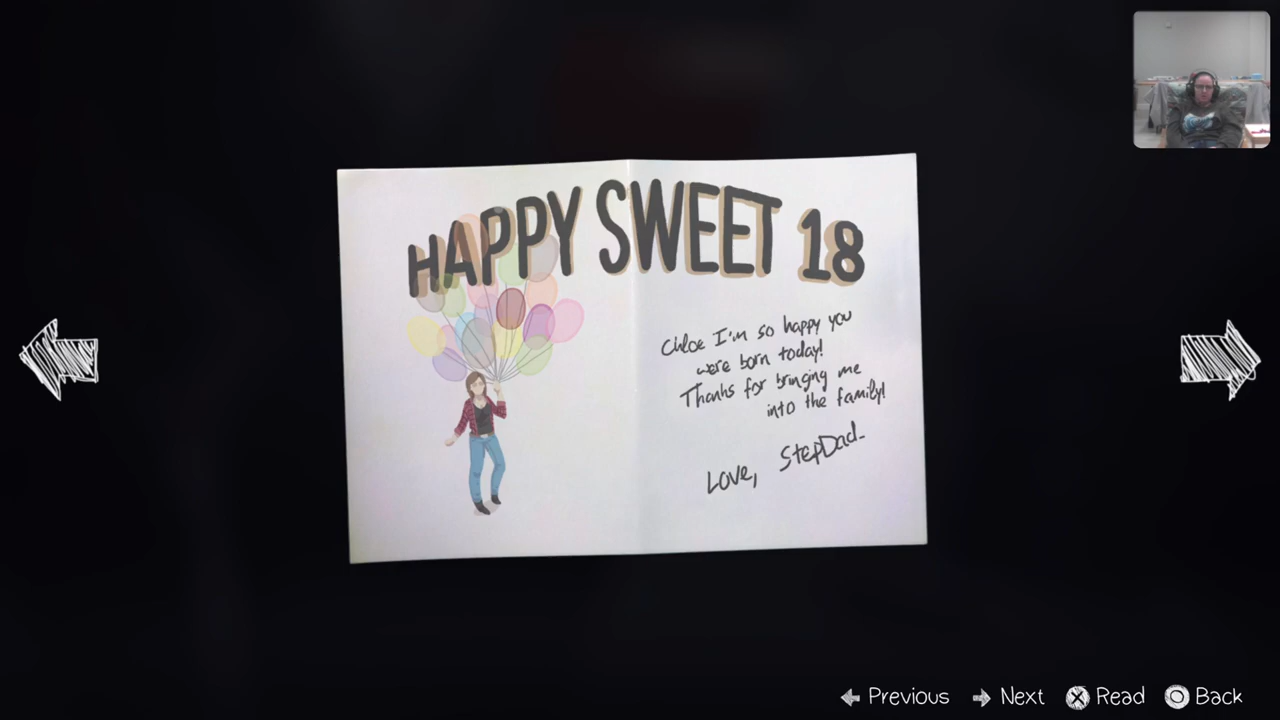 HAPPY SWEET 18
Chloe I'm so happy you
were born today!
Thanks for bringing me
into the family!
Love, StepDad-
Previous Next Read Back